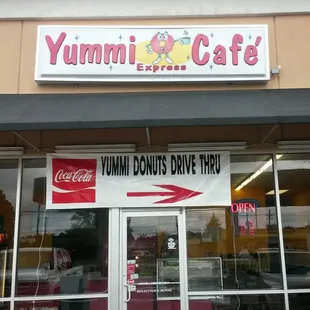 Yummi Café
Express
Coca-Cola
YUMMI DONUTS DRIVE THRU
OPEN